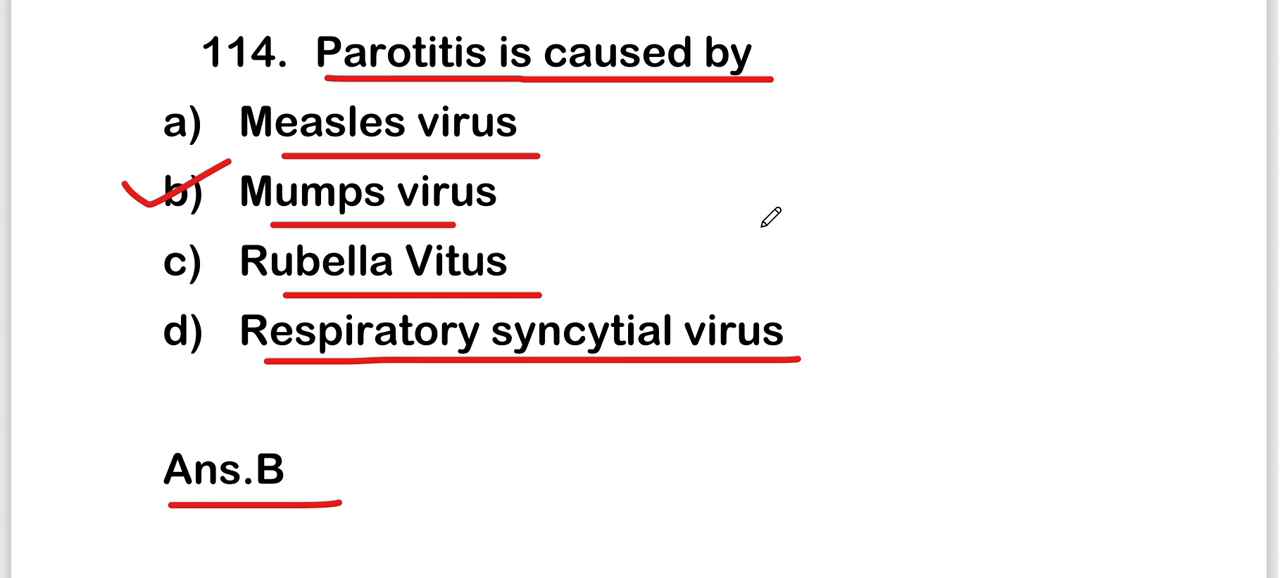 114. Parotitis is caused by
a) Measles virus
b) Mumps virus
c) Rubella Vitus
d) Respiratory syncytial virus
Ans.B